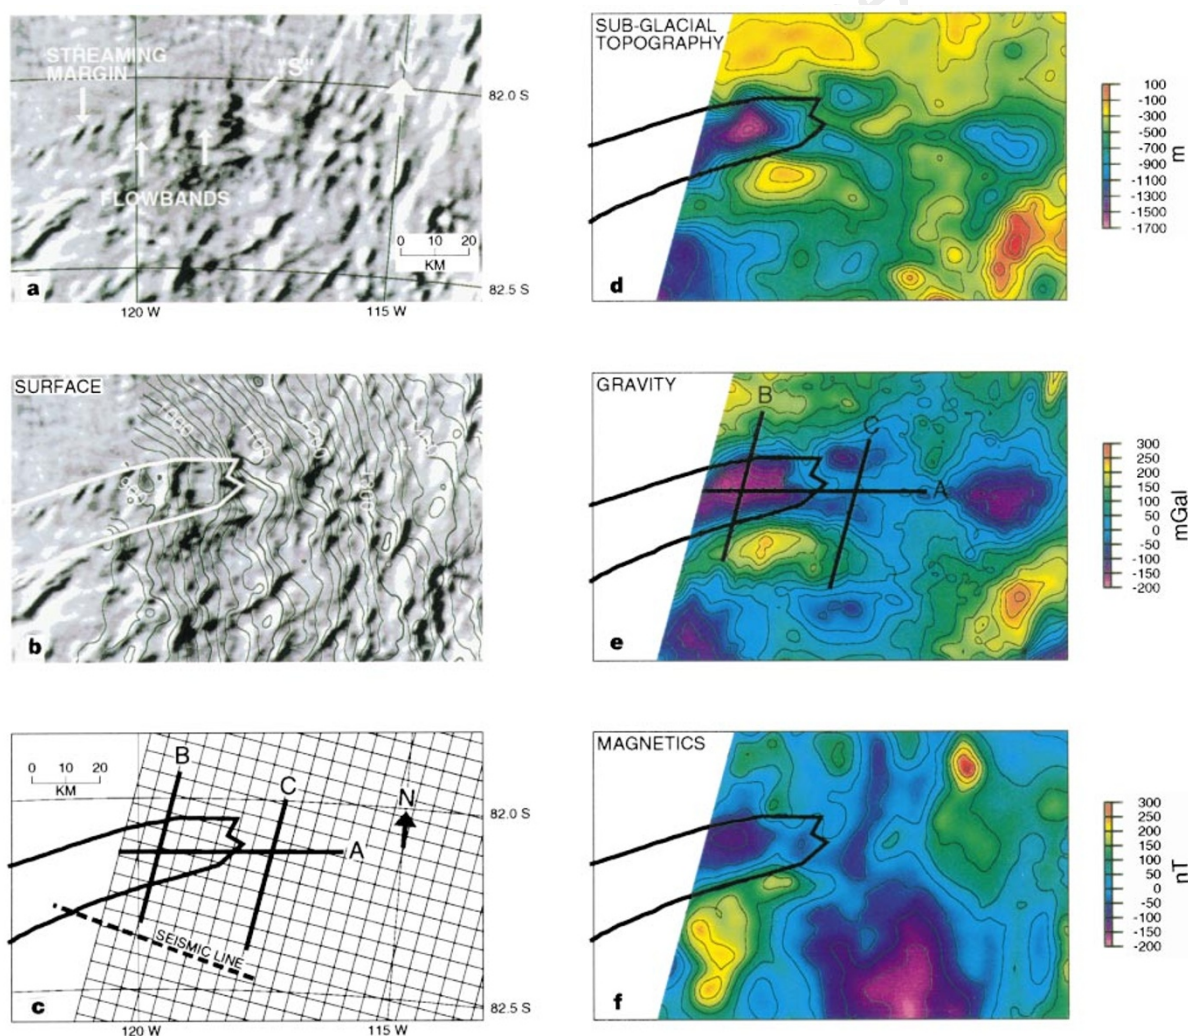 STREAMING
MARGIN
"S"
N
FLOWBANDS
0 10 20
KM
a
82.0 S
82.5 S
120 W
115 W
SUB-GLACIAL
TOPOGRAPHY
d
100
-100
-300
-500
-700
-900
-1100
-1300
-1500
-1700
m
SURFACE
b
GRAVITY
B
C
A
e
300
250
200
150
100
50
0
-50
-100
-150
-200
mGal
B
0 10 20
KM
C
N
A
SEISMIC LINE
c
82.0 S
82.5 S
120 W
115 W
MAGNETICS
f
300
250
200
150
100
50
0
-50
-100
-150
-200
nT